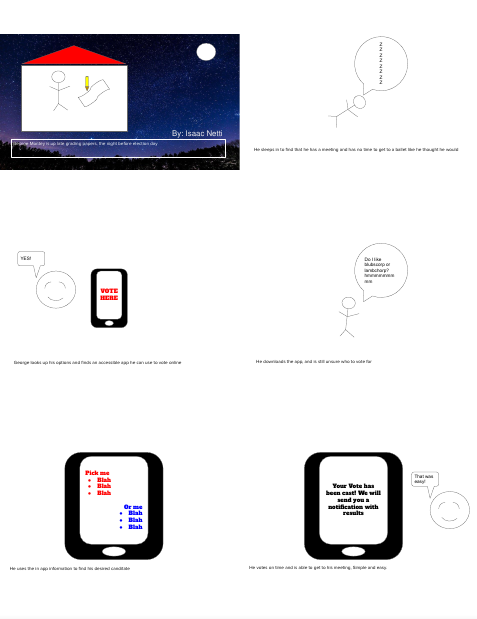 By: Isaac Netti
George Mackey is up late grading papers, the night before election day
Z
Z
Z
Z
Z
Z
Z
Z
He sleeps in to find that he has a meeting and has no time to get to a ballot like he thought he would
YES!
VOTE
HERE
George looks up his options and finds an accessible app he can use to vote online
Do I like
blubscorp or
lambchorp?
hmmmmmmm
mm
He downloads the app, and is still unsure who to vote for
Pick me
Blah
Blah
Blah
Or me
Blah
Blah
Blah
He uses the in app information to find his desired canditate
Your Vote has
been cast! We will
send you a
notification with
results
That was
easy!
He votes on time and is able to get to his meeting, Simple and easy.